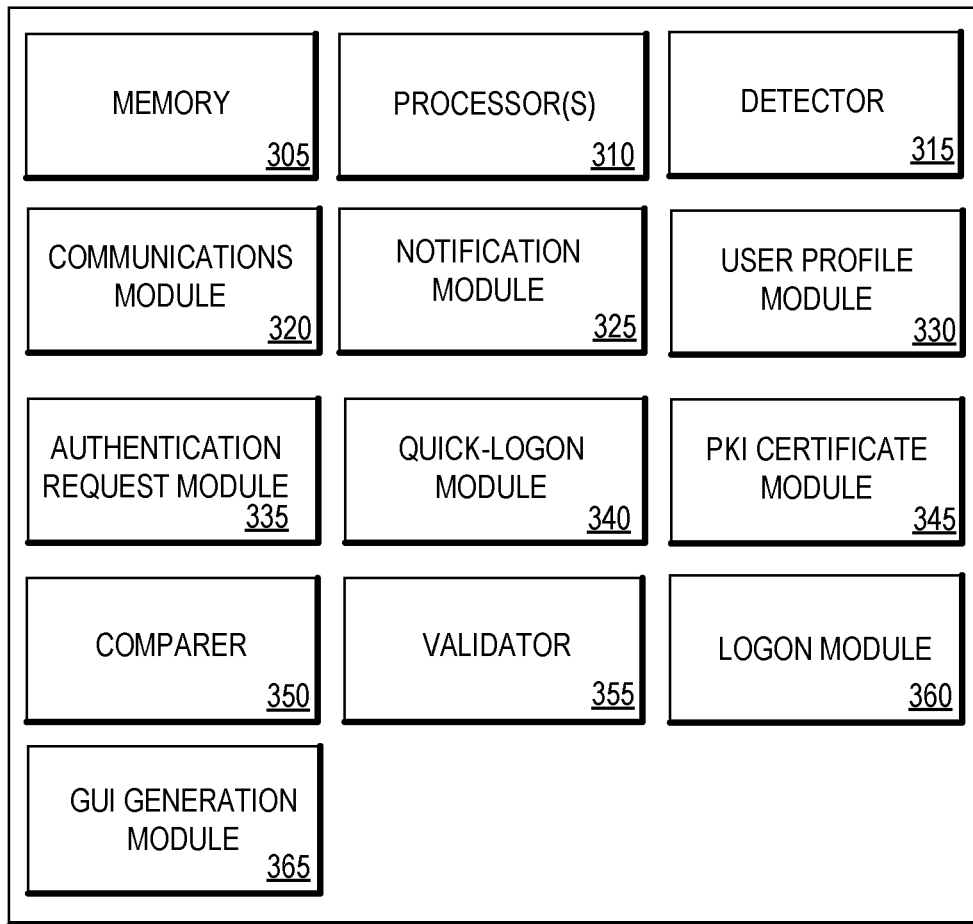 MEMORY
305
PROCESSOR(S)
310
DETECTOR
315
COMMUNICATIONS
MODULE
320
NOTIFICATION
MODULE
325
USER PROFILE
MODULE
330
AUTHENTICATION
REQUEST MODULE
335
QUICK-LOGON
MODULE
340
PKI CERTIFICATE
MODULE
345
COMPARER
350
VALIDATOR
355
LOGON MODULE
360
GUI GENERATION
MODULE
365